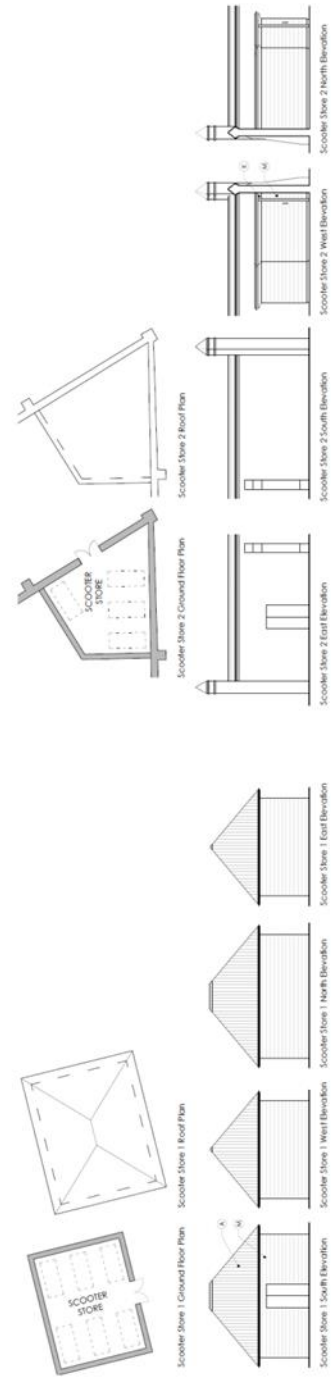 SCOOTER
STORE
Scooter Store 1 Ground Floor Plan
Scooter Store 1 Roof Plan
SCOOTER
STORE
Scooter Store 2 Ground Floor Plan
Scooter Store 2 Roof Plan
A
M
Scooter Store 1 South Elevation
Scooter Store 1 West Elevation
Scooter Store 1 North Elevation
Scooter Store 1 East Elevation
Scooter Store 2 East Elevation
Scooter Store 2 South Elevation
M
Scooter Store 2 West Elevation
Scooter Store 2 North Elevation